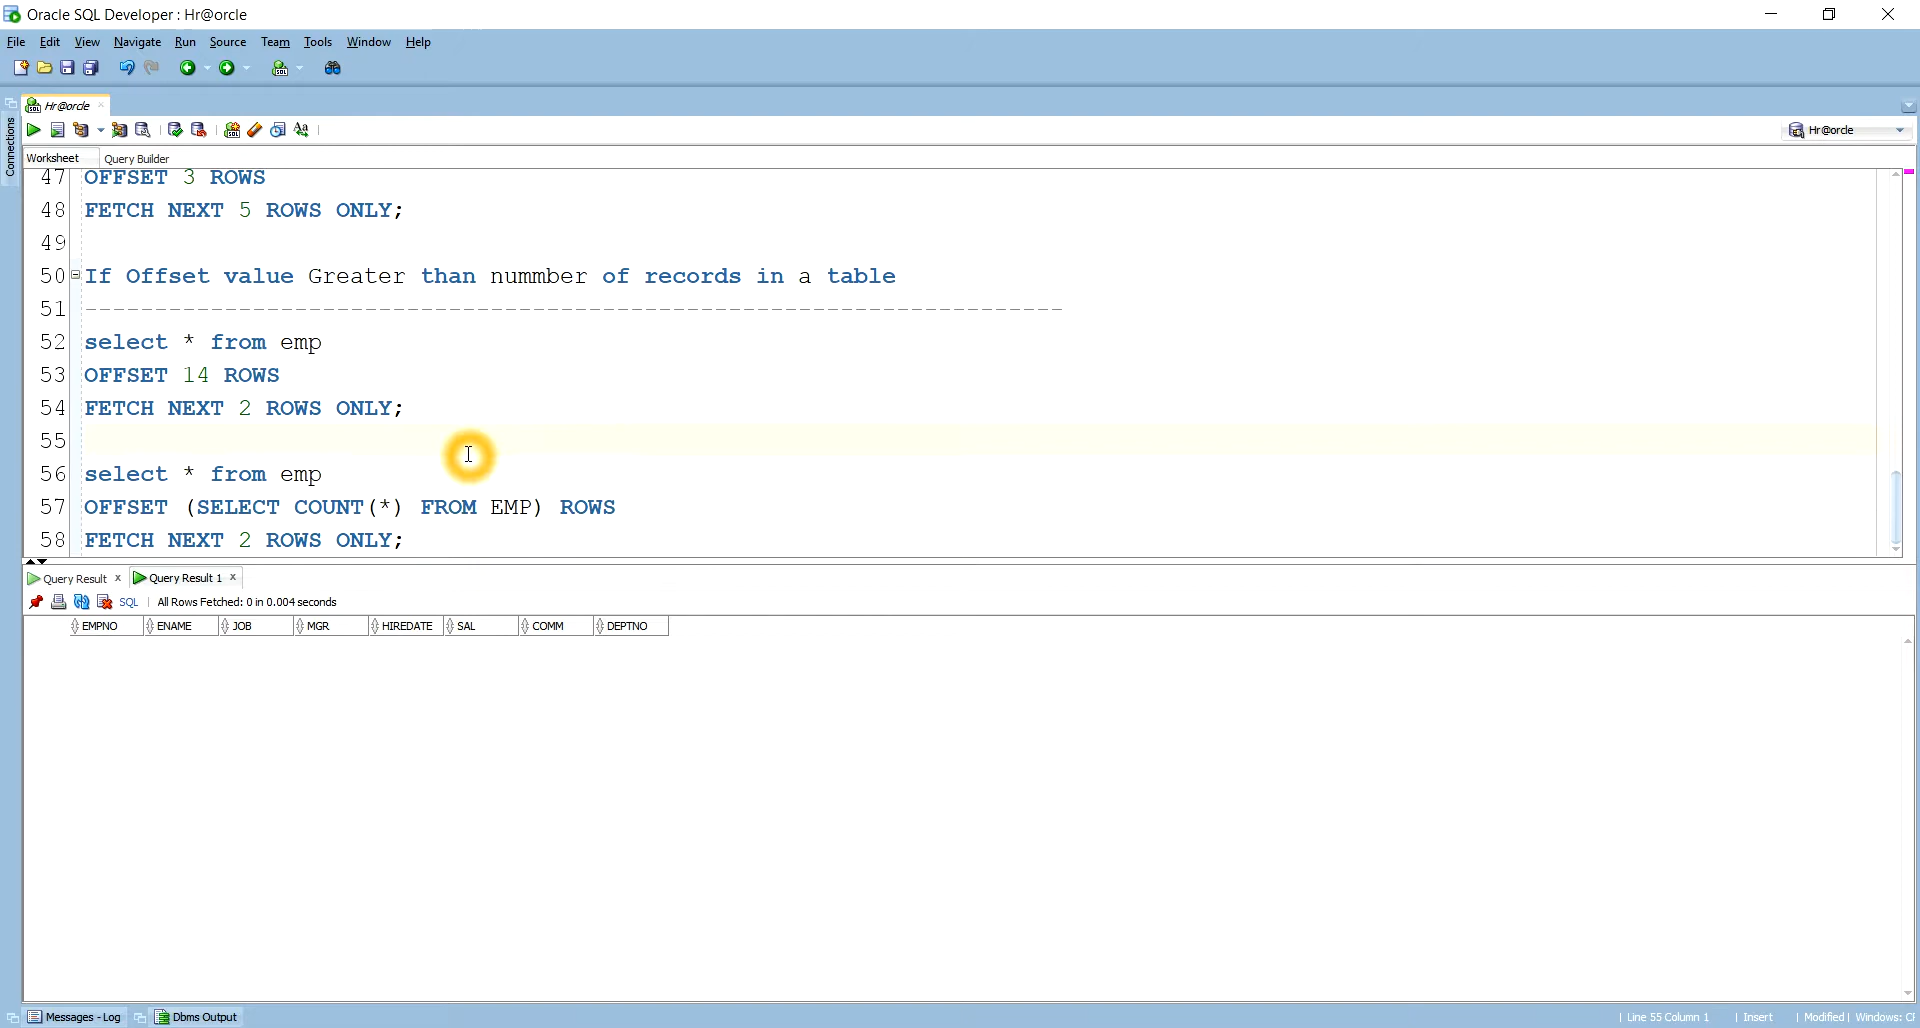 Oracle SQL Developer : Hr@orcle
File Edit View Navigate Run Source Team Tools Window Help
Hr@orcle
Connections
Hr@orcle
Worksheet Query Builder
47 OFFSET 3 ROWS
48 FETCH NEXT 5 ROWS ONLY;
49
50 If Offset value Greater than nummber of records in a table
51 ----------------------------------------------------------------------
52 select * from emp
53 OFFSET 14 ROWS
54 FETCH NEXT 2 ROWS ONLY;
55
56 select * from emp
57 OFFSET (SELECT COUNT(*) FROM EMP) ROWS
58 FETCH NEXT 2 ROWS ONLY;
Query Result Query Result 1
SQL All Rows Fetched: 0 in 0.004 seconds
EMPNO ENAME JOB MGR HIREDATE SAL COMM DEPTNO
Messages - Log Dbms Output
Line 55 Column 1 Insert Modified Windows: CF